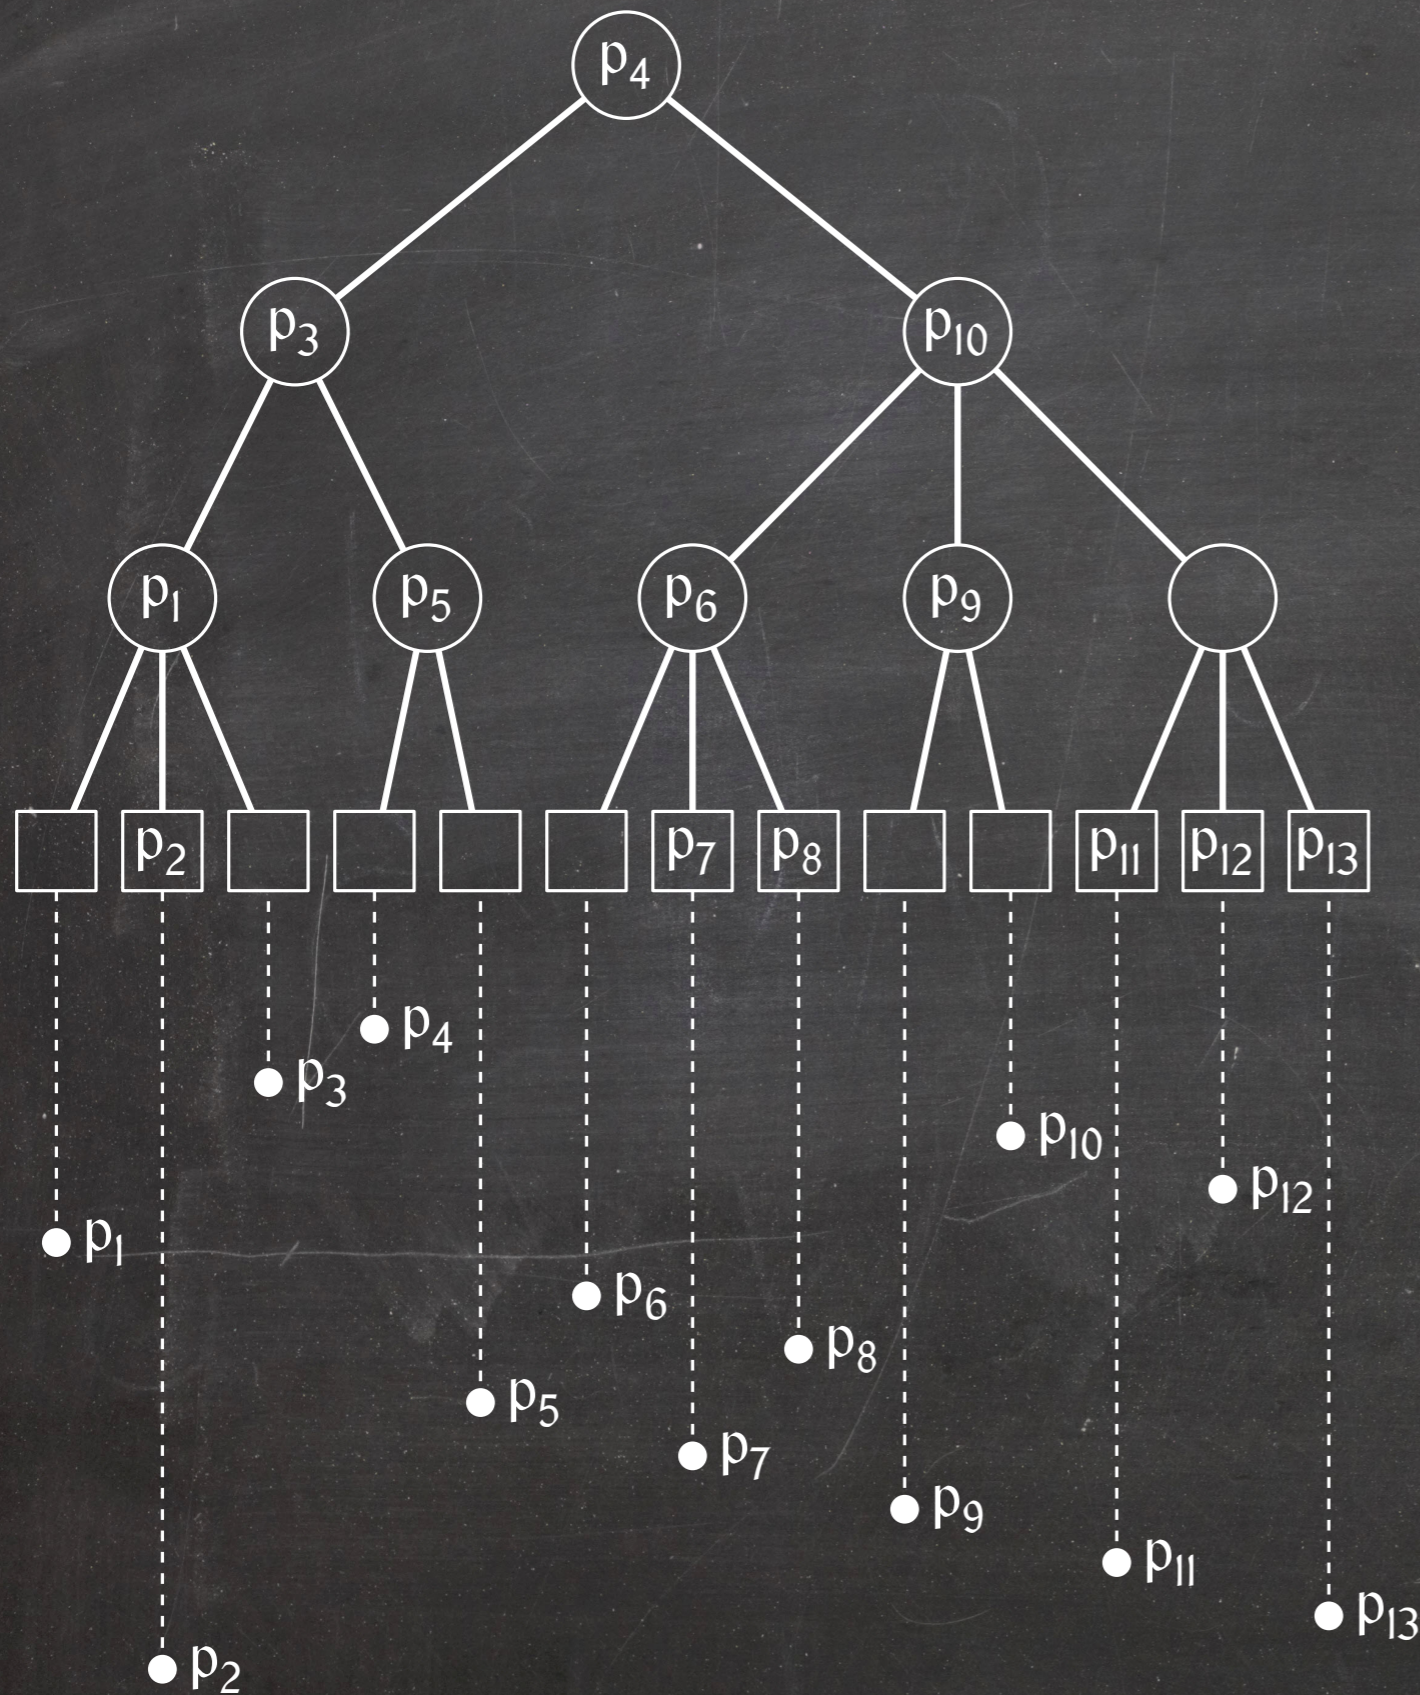 p₄
p₃ p₁₀
p₁ p₅ p₆ p₉
p₂ p₇ p₈ p₁₁ p₁₂ p₁₃
p₄
p₃
p₁₀
p₁₂
p₁
p₆
p₈
p₅
p₇
p₉
p₁₁
p₁₃
p₂